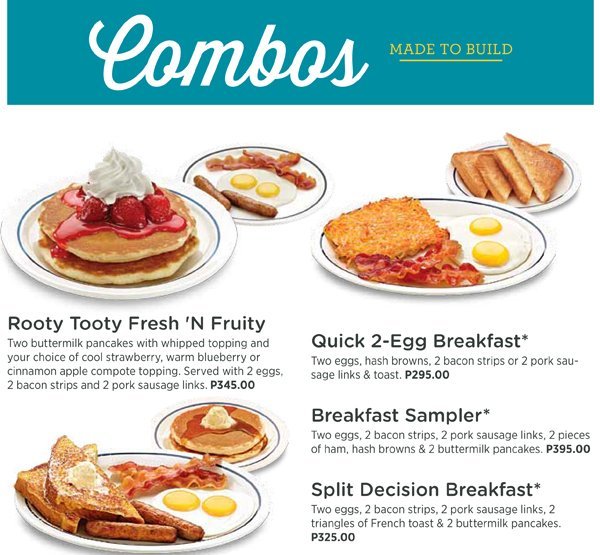 Combos
MADE TO BUILD
Rooty Tooty Fresh 'N Fruity
Two buttermilk pancakes with whipped topping and
your choice of cool strawberry, warm blueberry or
cinnamon apple compote topping. Served with 2 eggs,
2 bacon strips and 2 pork sausage links. P345.00
Quick 2-Egg Breakfast*
Two eggs, hash browns, 2 bacon strips or 2 pork sau-
sage links & toast. P295.00
Breakfast Sampler*
Two eggs, 2 bacon strips, 2 pork sausage links, 2 pieces
of ham, hash browns & 2 buttermilk pancakes. P395.00
Split Decision Breakfast*
Two eggs, 2 bacon strips, 2 pork sausage links, 2
triangles of French toast & 2 buttermilk pancakes.
P325.00